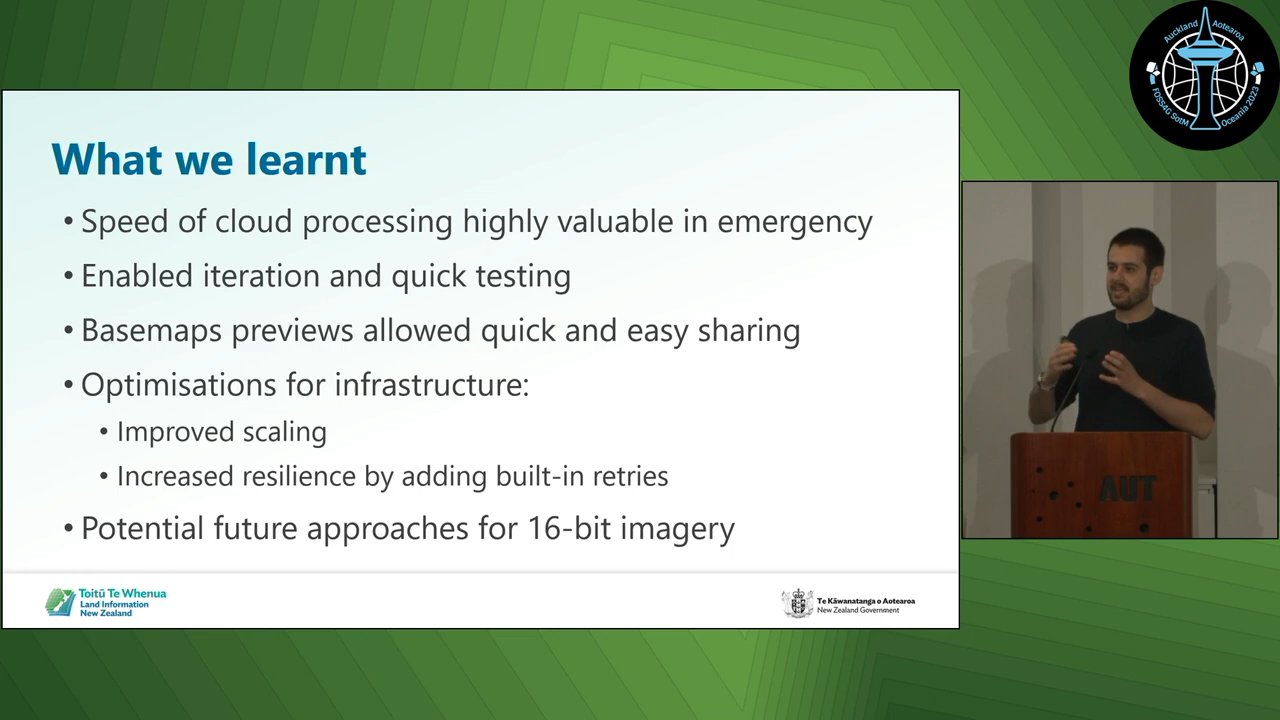 What we learnt
• Speed of cloud processing highly valuable in emergency
• Enabled iteration and quick testing
• Basemaps previews allowed quick and easy sharing
• Optimisations for infrastructure:
• Improved scaling
• Increased resilience by adding built-in retries
• Potential future approaches for 16-bit imagery
Toitū Te Whenua
Land Information
New Zealand
Te Kāwanatanga o Aotearoa
New Zealand Government
Auckland Aotearoa
FOSS4G SotM Oceania 2023
AUT